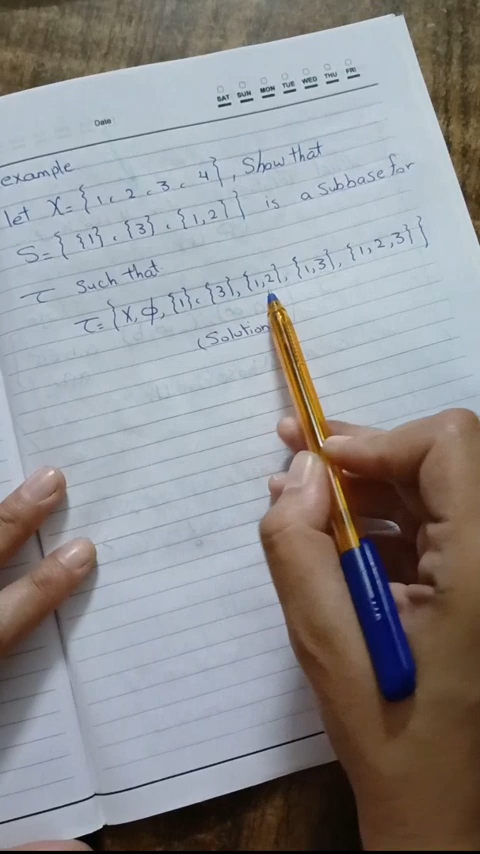 SAT SUN MON TUE WED THU FRI
Date:
example
let X={1,2,3,4}, Show that
S={{1},{3},{1,2}} is a subbase for
τ Such that
τ={X,φ,{1},{3},{1,2},{1,3},{1,2,3}}
(Solution